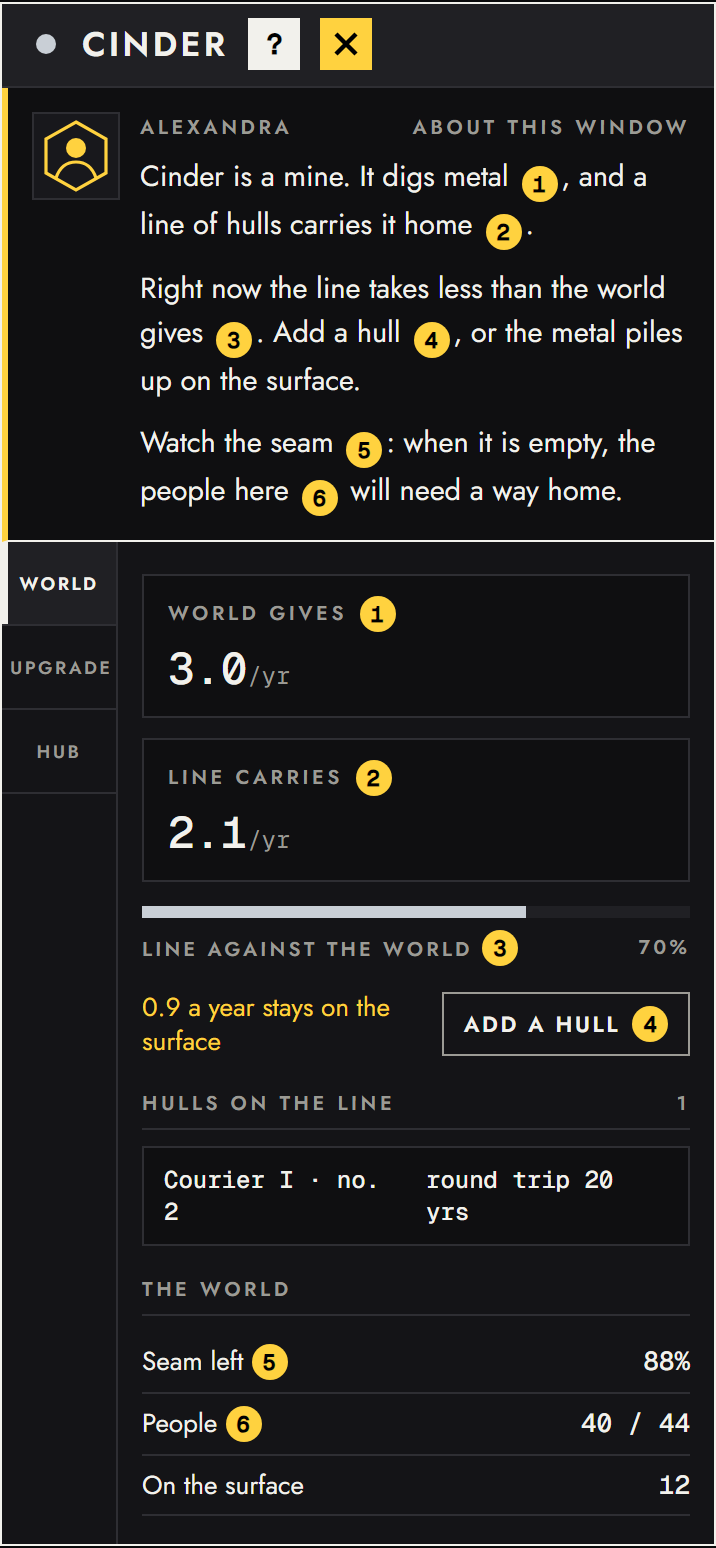 CINDER ? ✕
ALEXANDRA ABOUT THIS WINDOW
Cinder is a mine. It digs metal 1, and a
line of hulls carries it home 2.
Right now the line takes less than the world
gives 3. Add a hull 4, or the metal piles
up on the surface.
Watch the seam 5: when it is empty, the
people here 6 will need a way home.
WORLD
UPGRADE
HUB
WORLD GIVES 1
3.0/yr
LINE CARRIES 2
2.1/yr
LINE AGAINST THE WORLD 3 70%
0.9 a year stays on the
surface
ADD A HULL 4
HULLS ON THE LINE 1
Courier I · no.
2
round trip 20
yrs
THE WORLD
Seam left 5 88%
People 6 40 / 44
On the surface 12